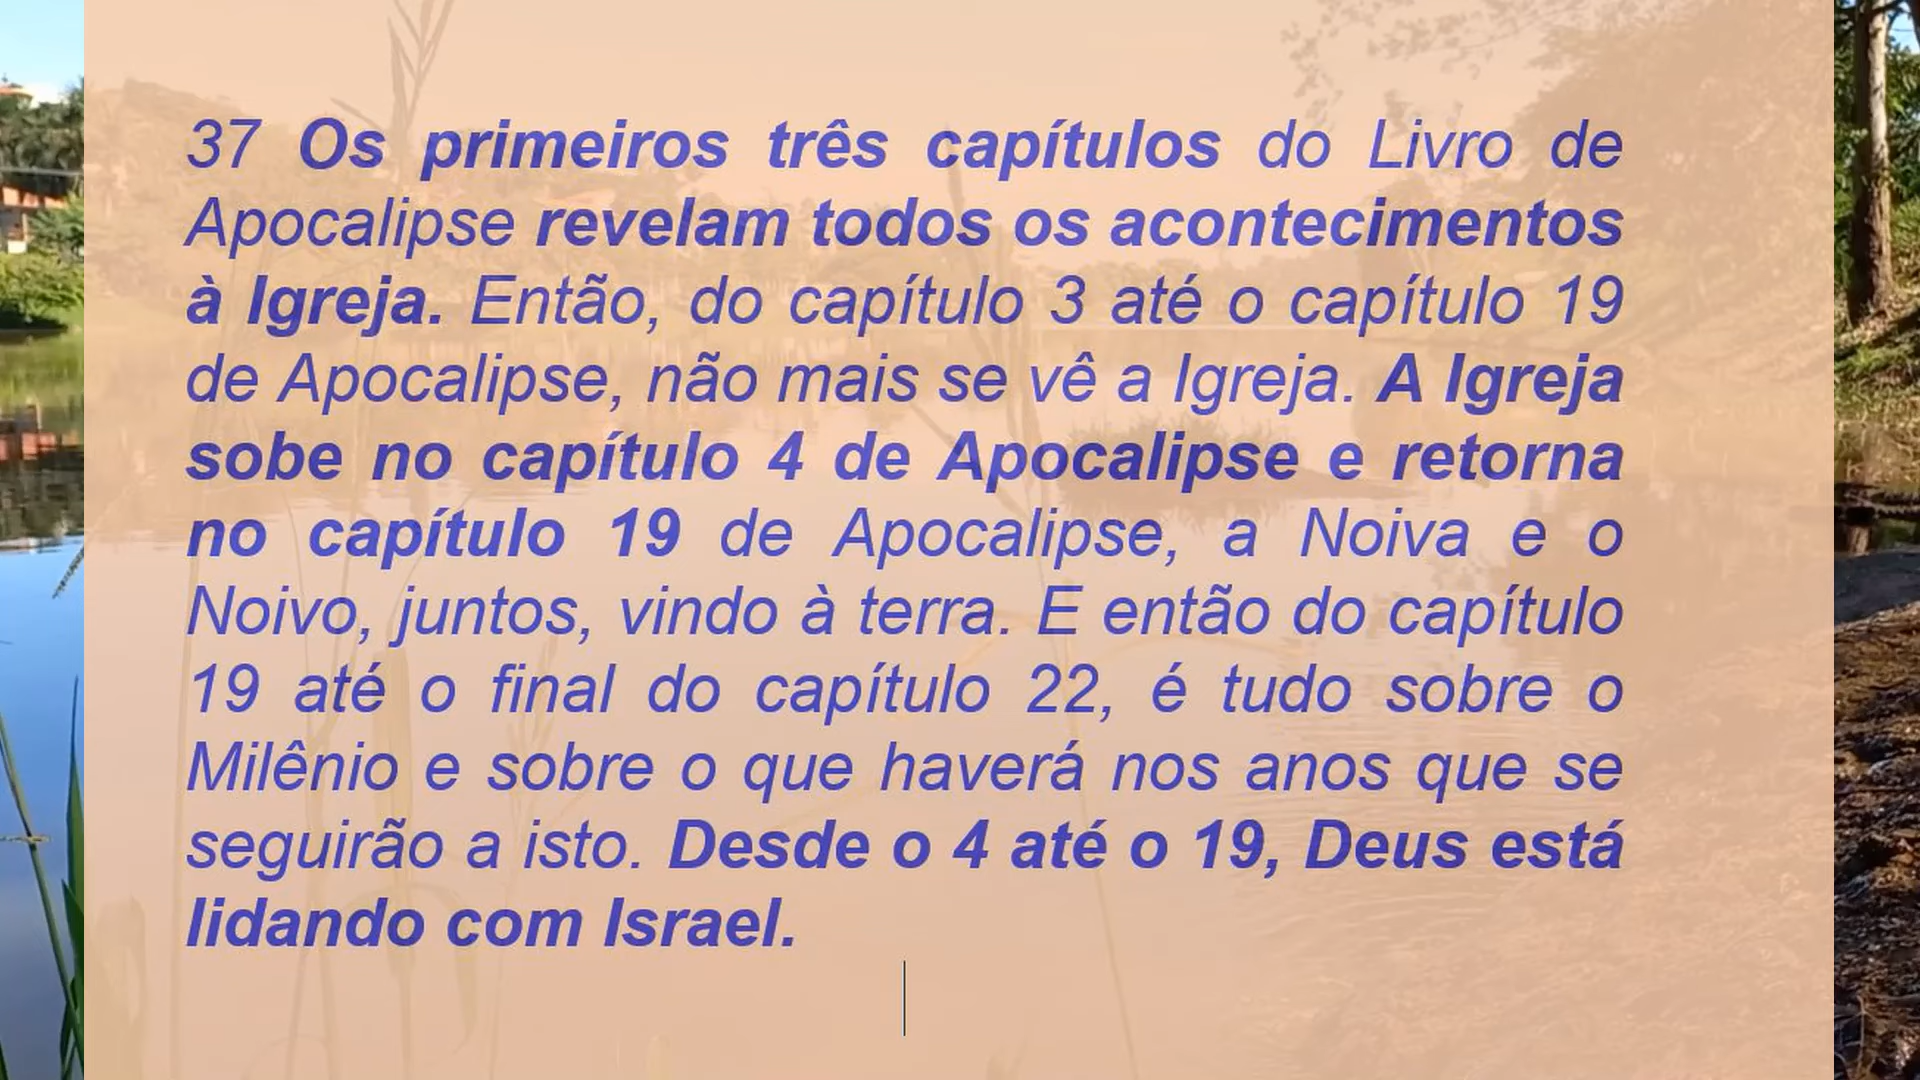 37 Os primeiros três capítulos do Livro de
Apocalipse revelam todos os acontecimentos
à Igreja. Então, do capítulo 3 até o capítulo 19
de Apocalipse, não mais se vê a Igreja. A Igreja
sobe no capítulo 4 de Apocalipse e retorna
no capítulo 19 de Apocalipse, a Noiva e o
Noivo, juntos, vindo à terra. E então do capítulo
19 até o final do capítulo 22, é tudo sobre o
Milênio e sobre o que haverá nos anos que se
seguirão a isto. Desde o 4 até o 19, Deus está
lidando com Israel.